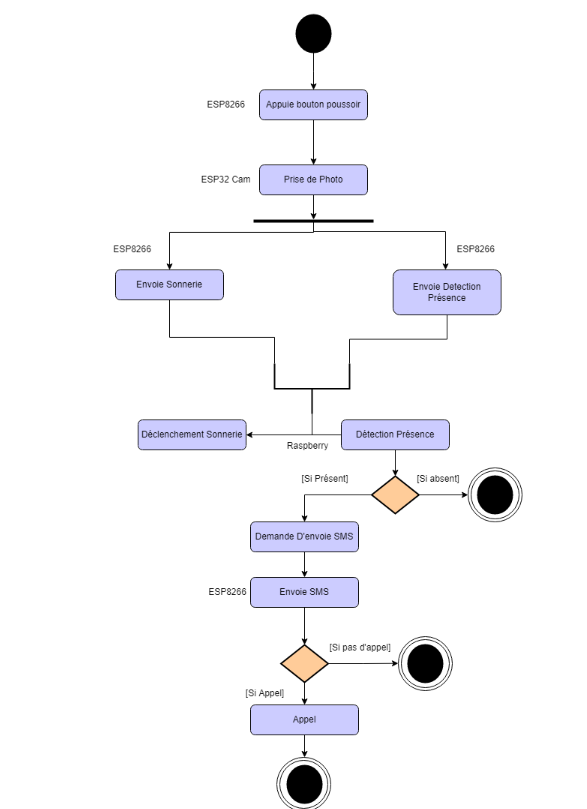 ESP8266
Appuie bouton poussoir
ESP32 Cam
Prise de Photo
ESP8266
ESP8266
Envoie Sonnerie
Envoie Detection
Présence
Déclenchement Sonnerie
Raspberry
Détection Présence
[Si Présent]
[Si absent]
Demande D'envoie SMS
ESP8266
Envoie SMS
[Si pas d'appel]
[Si Appel]
Appel